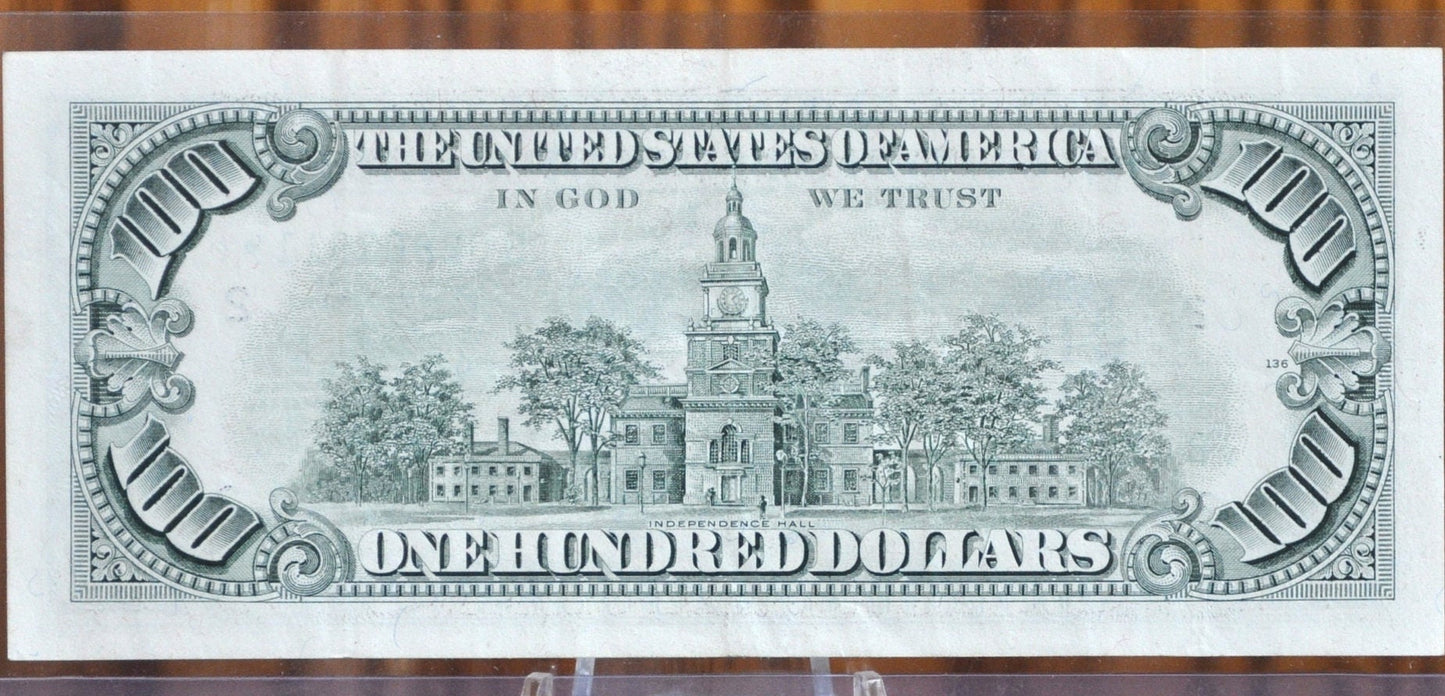 THE UNITED STATES OF AMERICA
IN GOD WE TRUST
100 100
136
100 100
INDEPENDENCE HALL
ONE HUNDRED DOLLARS